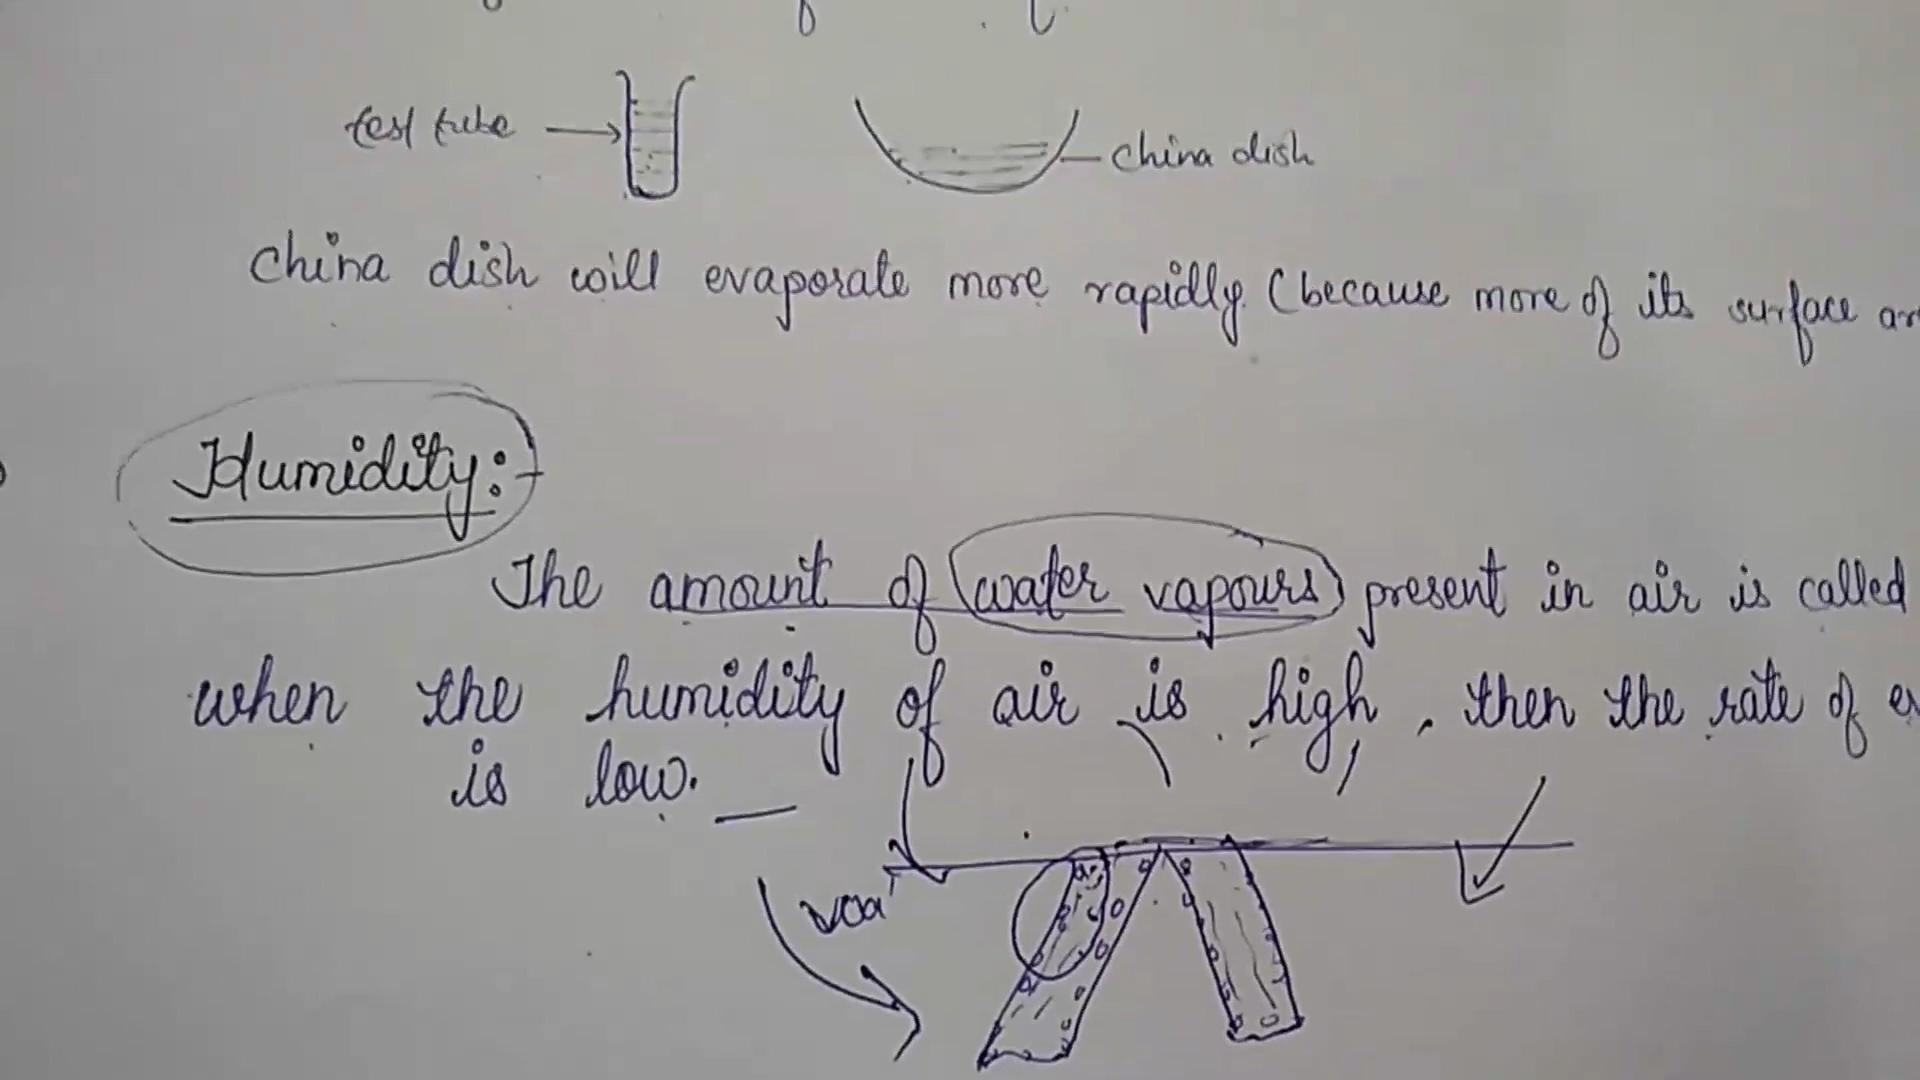 test tube
china dish
China dish will evaporate more rapidly. (because more of its surface
Humidity:-
The amount of water vapours present in air is called
when the humidity of air is high, then the rate of
is low.